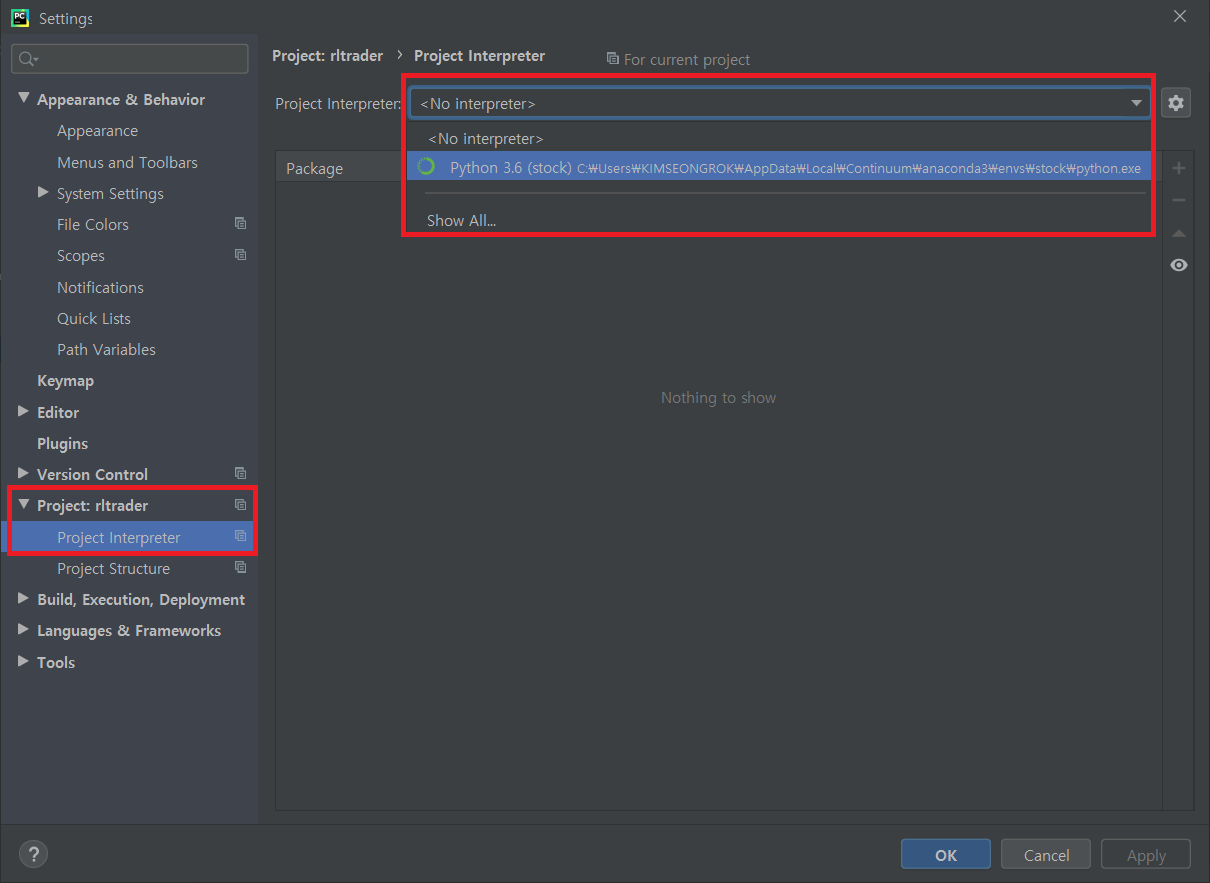 PC
Settings
Appearance & Behavior
Appearance
Menus and Toolbars
System Settings
File Colors
Scopes
Notifications
Quick Lists
Path Variables
Keymap
Editor
Plugins
Version Control
Project: rltrader
Project Interpreter
Project Structure
Build, Execution, Deployment
Languages & Frameworks
Tools
Project: rltrader › Project Interpreter For current project
Project Interpreter: <No interpreter>
<No interpreter>
Python 3.6 (stock) C:₩Users₩KIMSEONGROK₩AppData₩Local₩Continuum₩anaconda3₩envs₩stock₩python.exe
Show All...
Package
Nothing to show
?
OK Cancel Apply